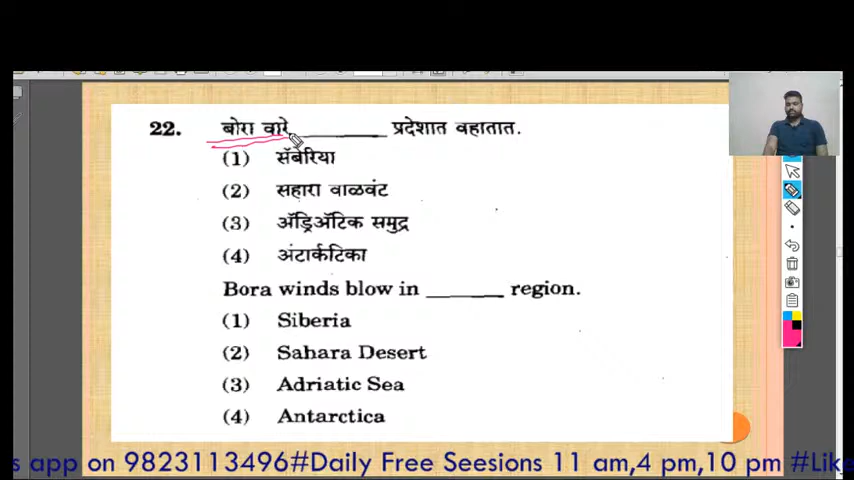 22. बोरा वारे ________ प्रदेशात वहातात.
(1) सॅबेरिया
(2) सहारा वाळवंट
(3) ॲड्रिॲटिक समुद्र
(4) अंटार्कटिका
Bora winds blow in ________ region.
(1) Siberia
(2) Sahara Desert
(3) Adriatic Sea
(4) Antarctica
s app on 9823113496#Daily Free Seesions 11 am,4 pm,10 pm #Like